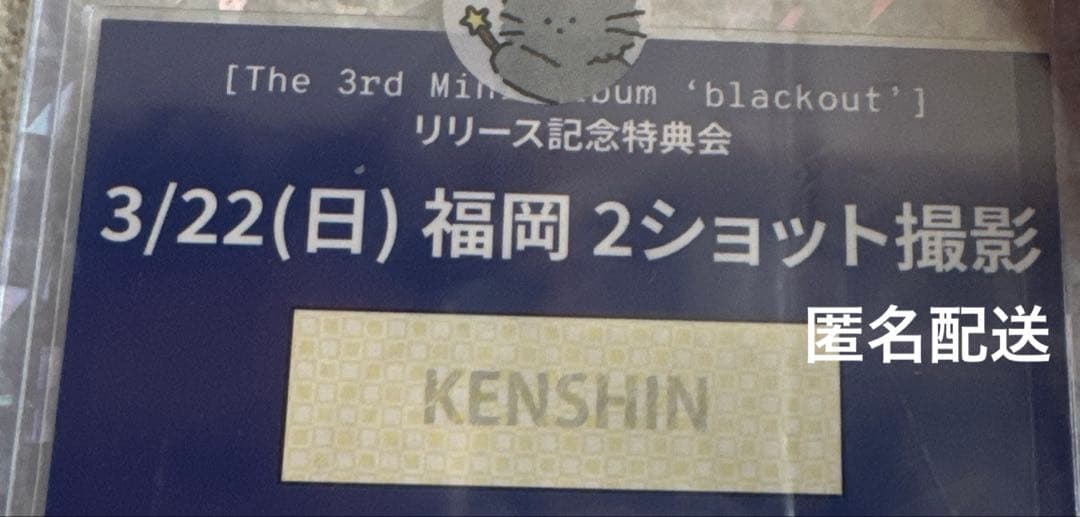 [The 3rd Mini Album ‘blackout’]
リリース記念特典会
3/22(日) 福岡 2ショット撮影
匿名配送
KENSHIN